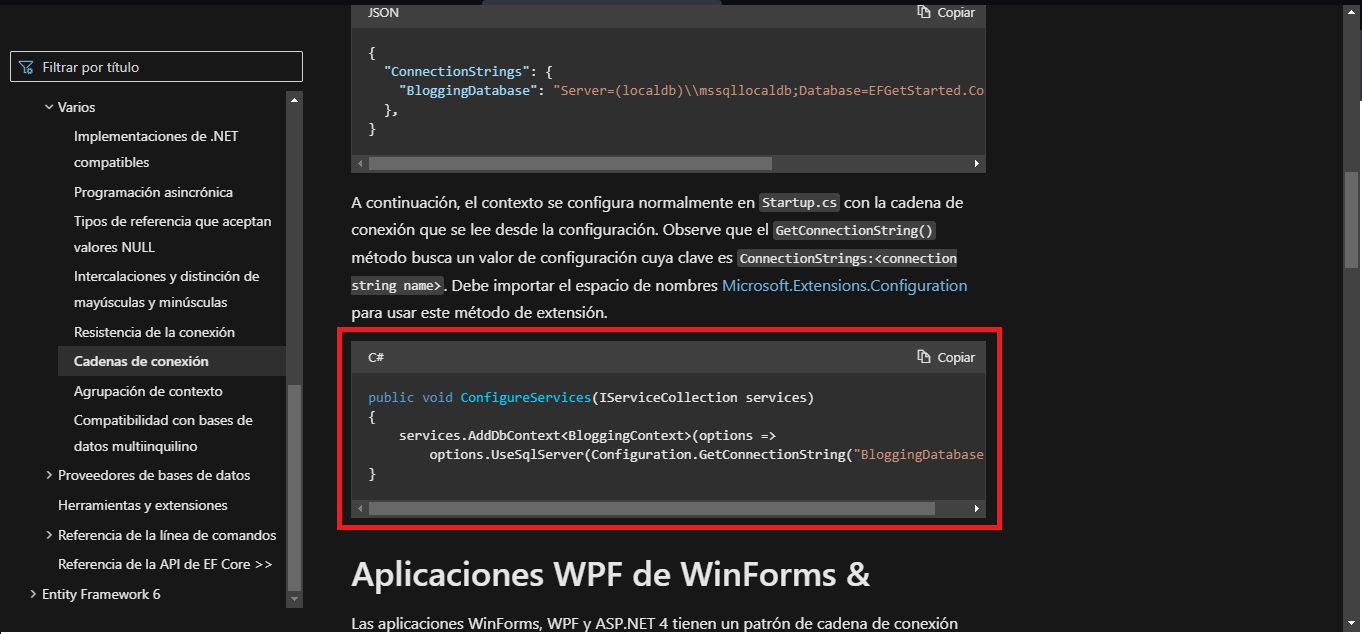 Filtrar por título
Varios
Implementaciones de .NET
compatibles
Programación asincrónica
Tipos de referencia que aceptan
valores NULL
Intercalaciones y distinción de
mayúsculas y minúsculas
Resistencia de la conexión
Cadenas de conexión
Agrupación de contexto
Compatibilidad con bases de
datos multiinquilino
Proveedores de bases de datos
Herramientas y extensiones
Referencia de la línea de comandos
Referencia de la API de EF Core >>
Entity Framework 6
JSON Copiar
{
"ConnectionStrings": {
"BloggingDatabase": "Server=(localdb)\\mssqllocaldb;Database=EFGetStarted.Co
},
}
A continuación, el contexto se configura normalmente en Startup.cs con la cadena de
conexión que se lee desde la configuración. Observe que el GetConnectionString()
método busca un valor de configuración cuya clave es ConnectionStrings:<connection
string name>. Debe importar el espacio de nombres Microsoft.Extensions.Configuration
para usar este método de extensión.
C# Copiar
public void ConfigureServices(IServiceCollection services)
{
services.AddDbContext<BloggingContext>(options =>
options.UseSqlServer(Configuration.GetConnectionString("BloggingDatabase
}
Aplicaciones WPF de WinForms &
Las aplicaciones WinForms, WPF y ASP.NET 4 tienen un patrón de cadena de conexión